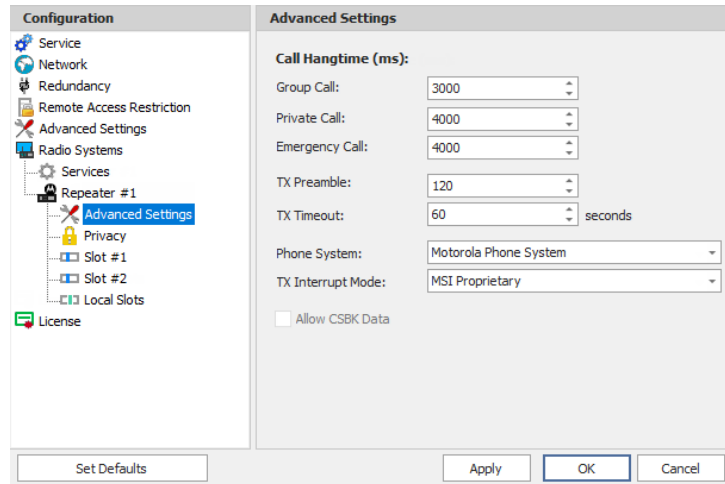 Configuration
Service
Network
Redundancy
Remote Access Restriction
Advanced Settings
Radio Systems
Services
Repeater #1
Advanced Settings
Privacy
Slot #1
Slot #2
Local Slots
License
Advanced Settings
Call Hangtime (ms):
Group Call: 3000
Private Call: 4000
Emergency Call: 4000
TX Preamble: 120
TX Timeout: 60 seconds
Phone System: Motorola Phone System
TX Interrupt Mode: MSI Proprietary
Allow CSBK Data
Set Defaults Apply OK Cancel